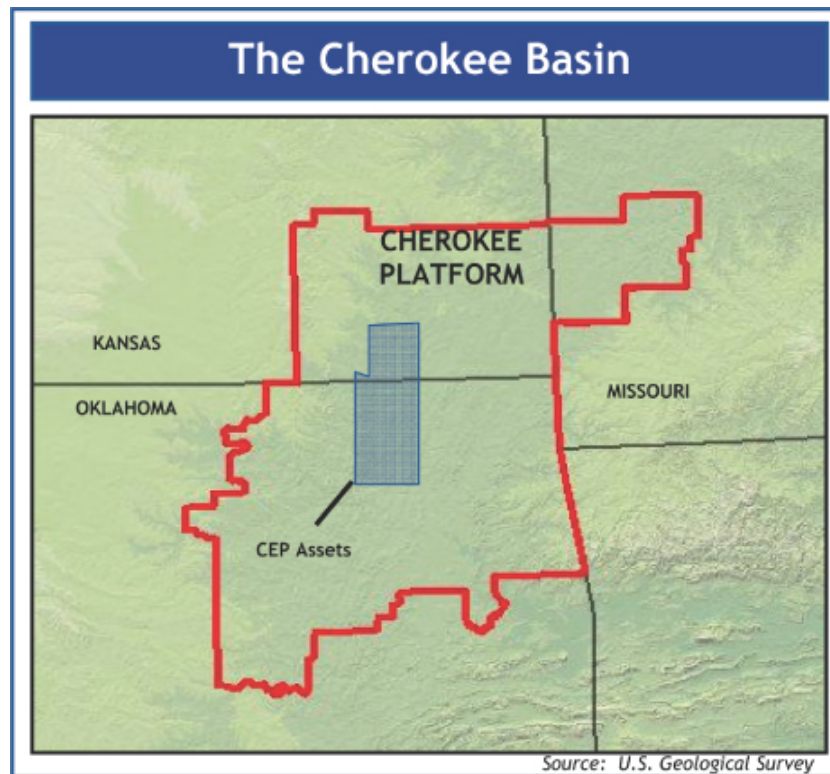 The Cherokee Basin
CHEROKEE
PLATFORM
KANSAS
OKLAHOMA
MISSOURI
CEP Assets
Source: U.S. Geological Survey